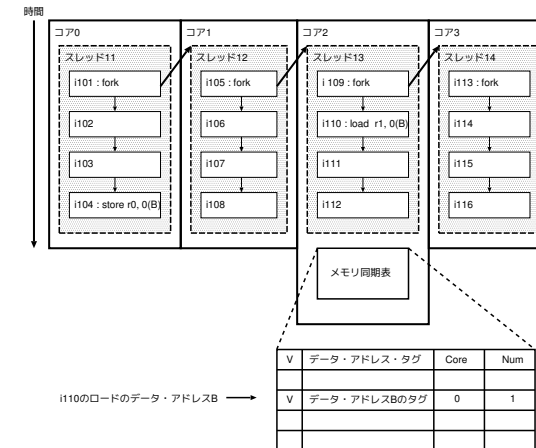 時間
コア0
コア1
コア2
コア3
スレッド11
スレッド12
スレッド13
スレッド14
i101 : fork
i105 : fork
i 109 : fork
i113 : fork
i102
i106
i110 : load r1, 0(B)
i114
i103
i107
i111
i115
i104 : store r0, 0(B)
i108
i112
i116
メモリ同期表
V データ・アドレス・タグ Core Num
i110のロードのデータ・アドレスB
V データ・アドレスBのタグ 0 1